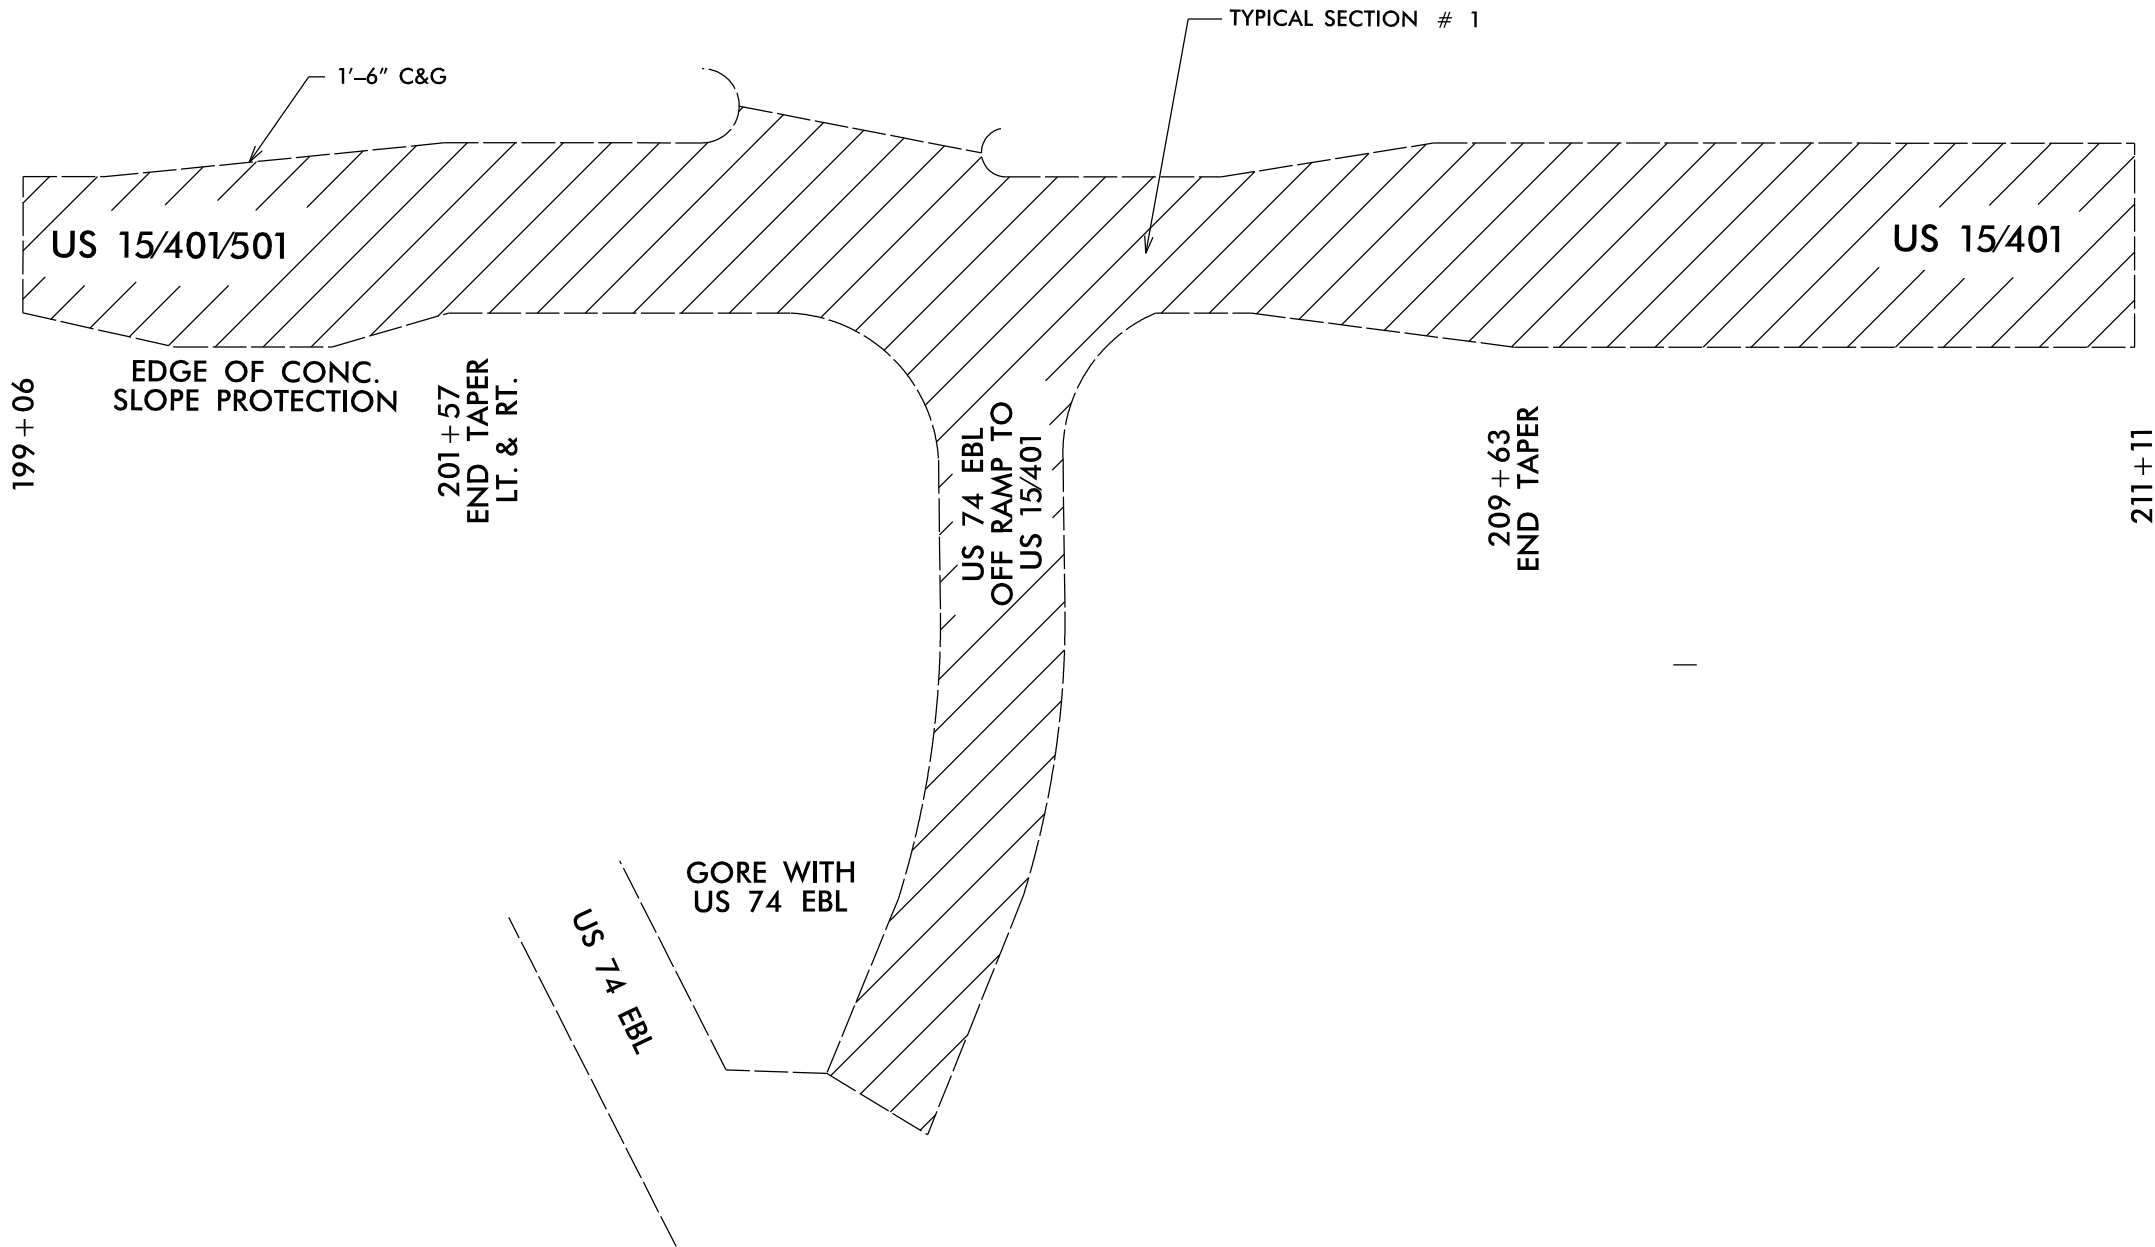 TYPICAL SECTION # 1
1'–6" C&G
US 15/401/501
US 15/401
EDGE OF CONC.
SLOPE PROTECTION
199+06
201+57
END TAPER
LT. & RT.
US 74 EBL
OFF RAMP TO
US 15/401
209+63
END TAPER
211+11
GORE WITH
US 74 EBL
US 74 EBL